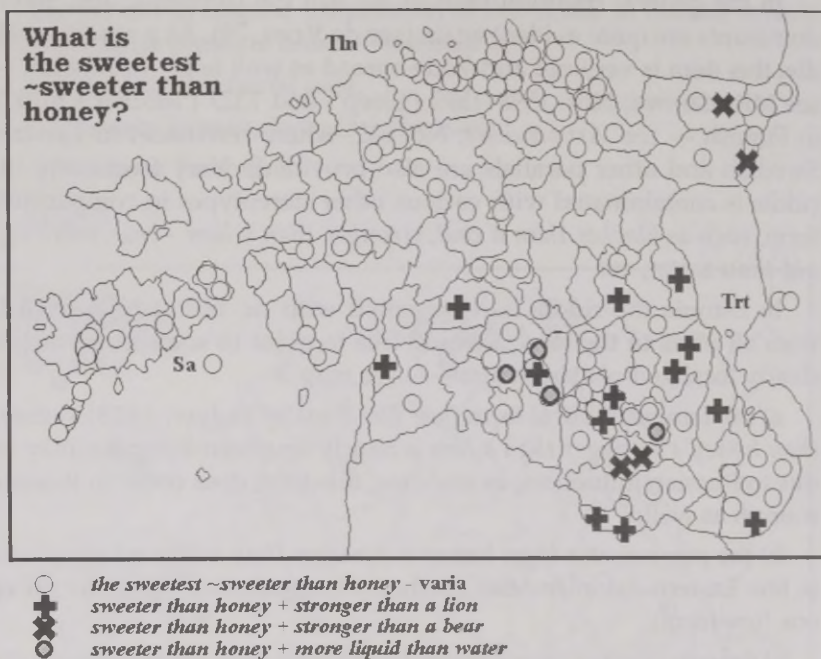 What is
the sweetest
~sweeter than
honey?
Tln
Trt
Sa
the sweetest ~sweeter than honey - varia
sweeter than honey + stronger than a lion
sweeter than honey + stronger than a bear
sweeter than honey + more liquid than water